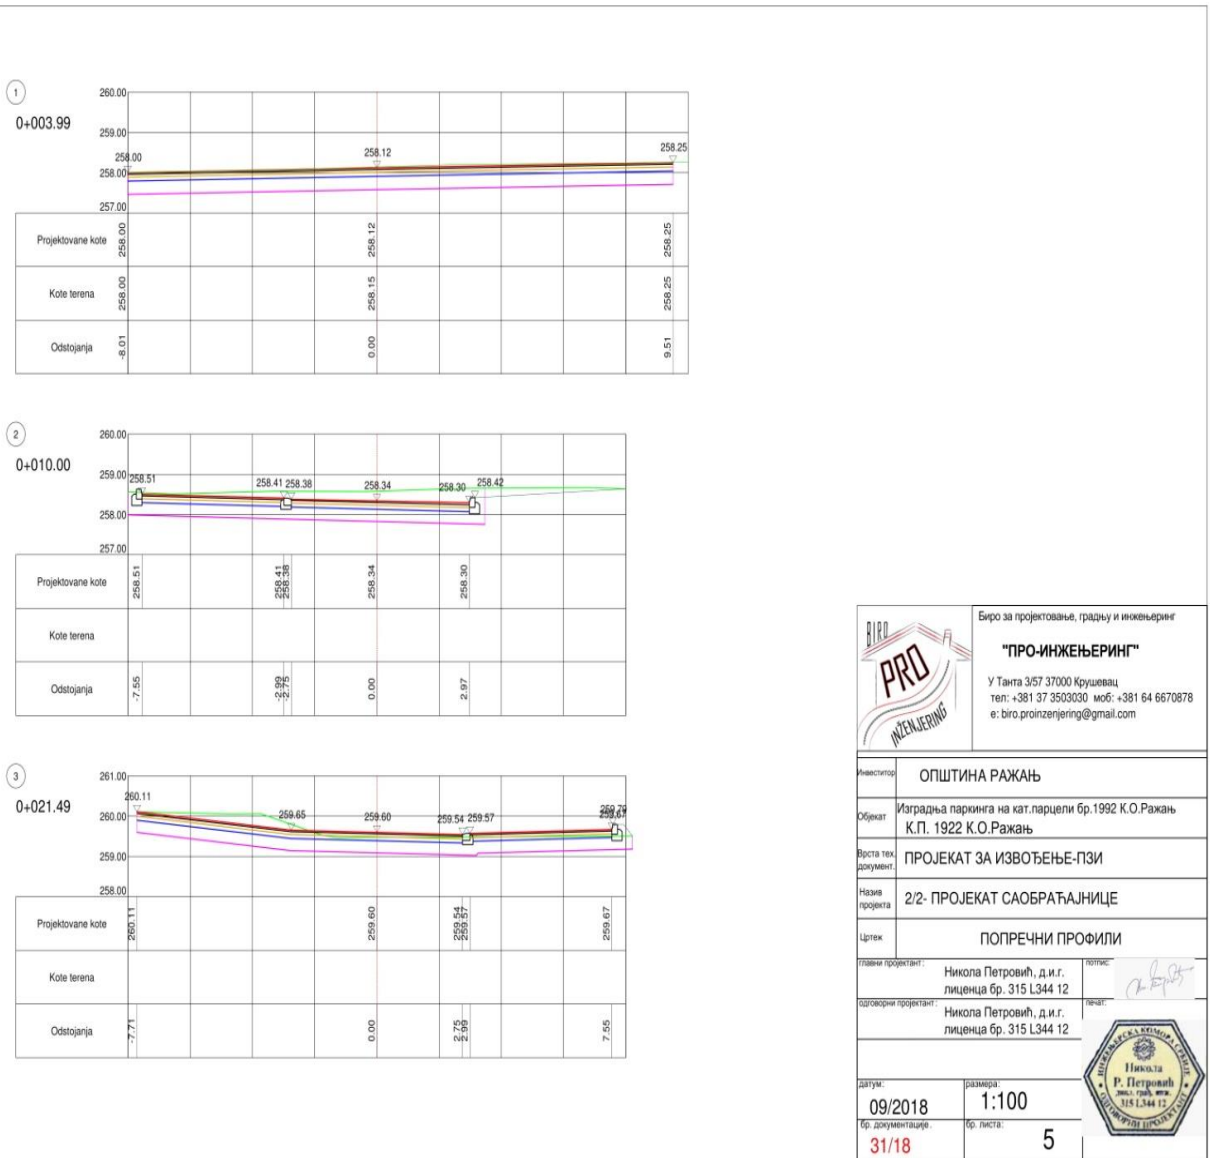 1
0+003.99
260.00
259.00
258.00
257.00
258.00
258.12
258.25
Projektovane kote
258.00
258.12
258.25
Kote terena
258.00
258.15
258.25
Odstojanja
-8.01
0.00
9.51
2
0+010.00
260.00
259.00
258.00
257.00
258.51
258.41 258.38
258.34
258.30
258.42
Projektovane kote
258.51
258.41
258.38
258.34
258.30
Kote terena
Odstojanja
-7.55
-2.99
-2.75
0.00
2.97
3
0+021.49
261.00
260.00
259.00
258.00
260.11
259.65
259.60
259.54 259.57
259.67
Projektovane kote
260.11
259.60
259.54
259.57
259.67
Kote terena
Odstojanja
-7.71
0.00
2.75
2.99
7.55
BIRO
PRO
INŽENJERING
Биро за пројектовање, градњу и инжењеринг
"ПРО-ИНЖЕЊЕРИНГ"
У Танта 3/57 37000 Крушевац
тел: +381 37 3503030 моб: +381 64 6670878
e: biro.proinzenjering@gmail.com
Инвеститор
ОПШТИНА РАЖАЊ
Објекат
Изградња паркинга на кат.парцели бр.1992 К.О.Ражањ
К.П. 1922 К.О.Ражањ
Врста тех.
документ.
ПРОЈЕКАТ ЗА ИЗВОЂЕЊЕ-ПЗИ
Назив
пројекта
2/2- ПРОЈЕКАТ САОБРАЋАЈНИЦЕ
Цртеж
ПОПРЕЧНИ ПРОФИЛИ
главни пројектант:
Никола Петровић, д.и.г.
лиценца бр. 315 L344 12
потпис:
одговорни пројектант:
Никола Петровић, д.и.г.
лиценца бр. 315 L344 12
печат:
ИНЖЕЊЕРСКА КОМОРА СРБИЈЕ
Никола
Р. Петровић
дипл. грађ. инж.
315 L344 12
ОДГОВОРНИ ПРОЈЕКТАНТ
датум:
09/2018
размера:
1:100
бр. документације.
31/18
бр. листа:
5